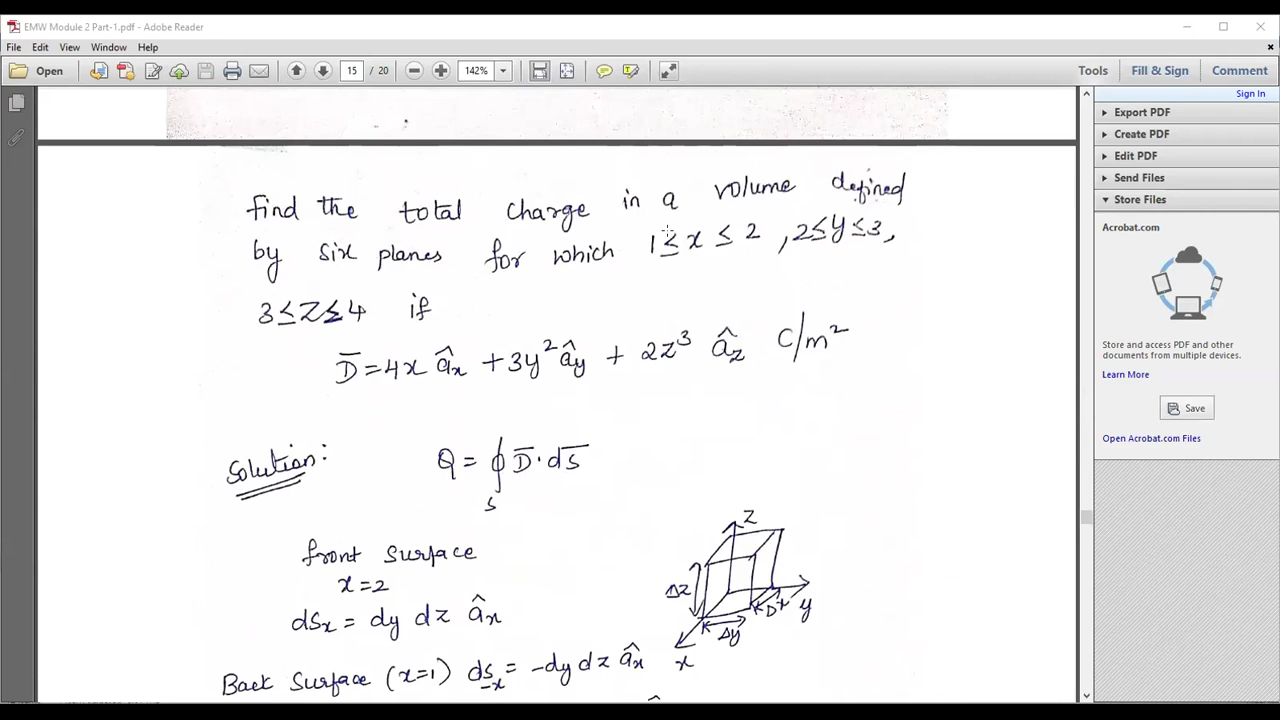 EMW Module 2 Part-1.pdf - Adobe Reader
File Edit View Window Help
Open 15 / 20 142% Tools Fill & Sign Comment
Sign In
Export PDF
Create PDF
Edit PDF
Send Files
Store Files
Acrobat.com
Store and access PDF and other
documents from multiple devices.
Learn More
Save
Open Acrobat.com Files
Find the total charge in a volume defined
by six planes for which 1≤x≤2, 2≤y≤3,
3≤z≤4 if
D̅ = 4x âx + 3y² ây + 2z³ âz C/m²
Solution:
Q = ∮ D̅ · dS̅
S
front surface
x=2
dSx = dy dz âx
Back Surface (x=1) dS-x = -dy dz âx
z
Δz
Δy
Δx
y
x